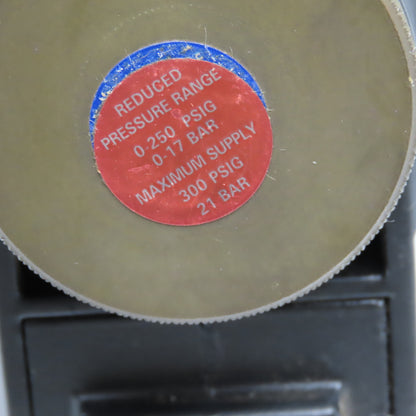 REDUCED
PRESSURE RANGE
0-250 PSIG
0-17 BAR
MAXIMUM SUPPLY
300 PSIG
21 BAR